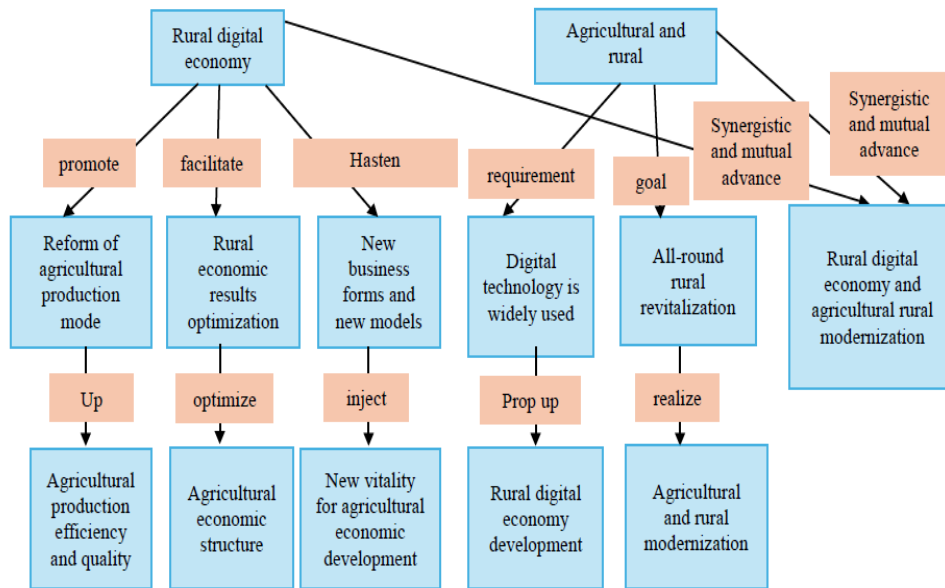 Rural digital
economy
Agricultural and
rural
Synergistic
and mutual
advance
Synergistic
and mutual
advance
promote
facilitate
Hasten
requirement
goal
Reform of
agricultural
production
mode
Rural
economic
results
optimization
New
business
forms and
new models
Digital
technology is
widely used
All-round
rural
revitalization
Rural digital
economy and
agricultural rural
modernization
Up
optimize
inject
Prop up
realize
Agricultural
production
efficiency
and quality
Agricultural
economic
structure
New vitality
for agricultural
economic
development
Rural digital
economy
development
Agricultural
and rural
modernization